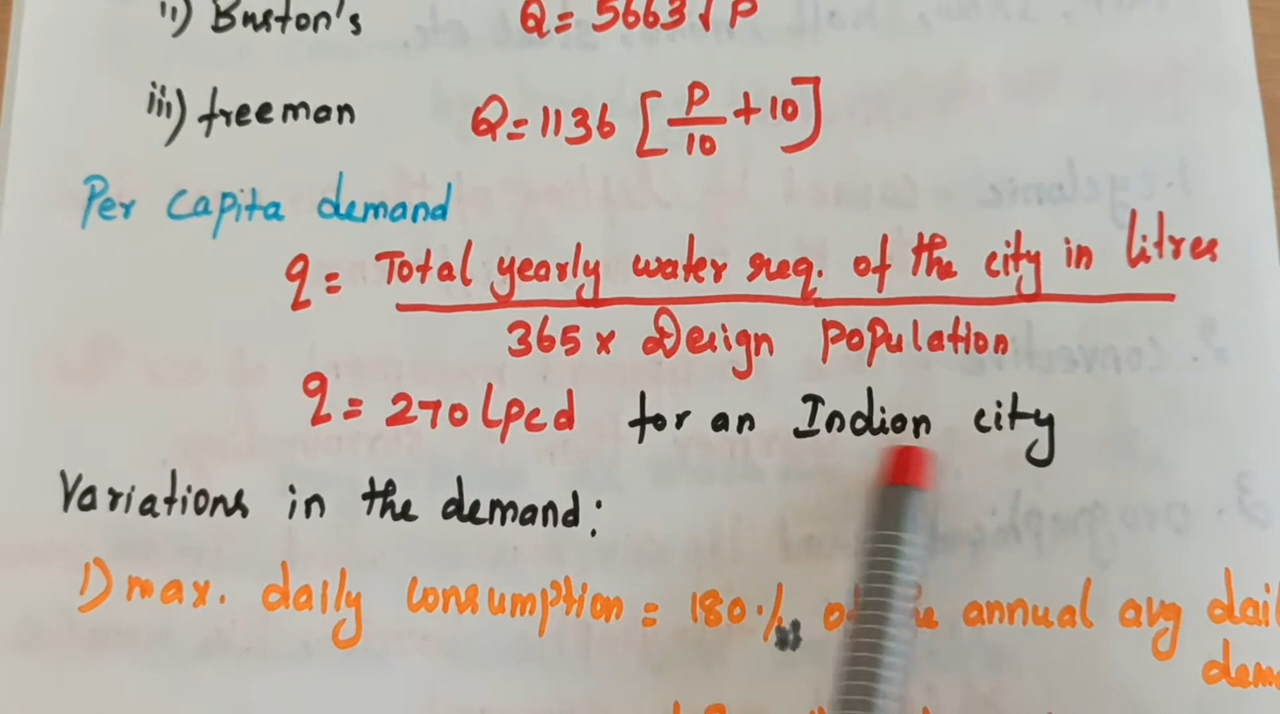 ii) Buston's Q = 5663 √P
iii) freeman Q = 1136 [P/10 + 10]
Per capita demand
q = Total yearly water req. of the city in litres
365 x Design population
q = 270 lpcd for an Indian city
Variations in the demand:
1) max. daily consumption = 180% of annual avg